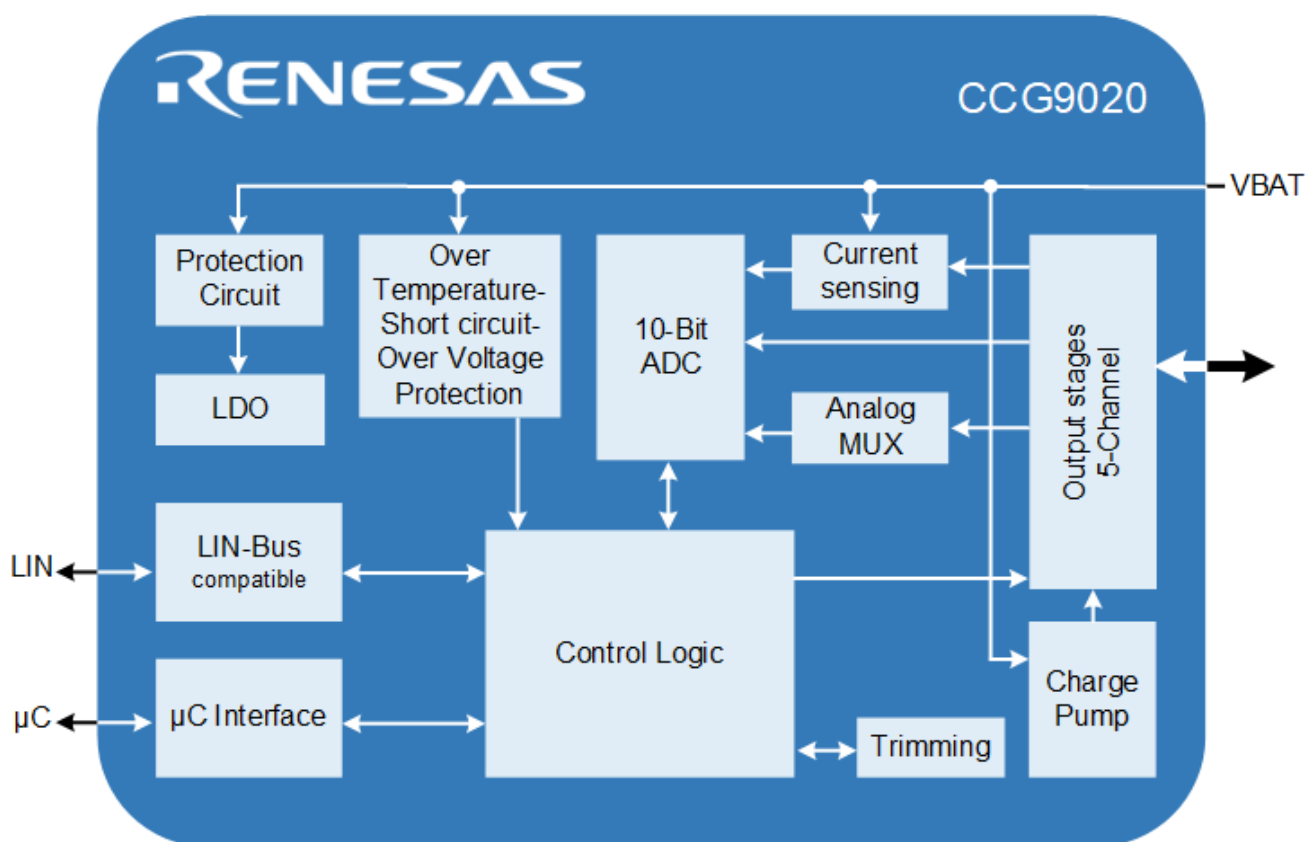 RENESAS
CCG9020
VBAT
Protection
Circuit
LDO
Over
Temperature-
Short circuit-
Over Voltage
Protection
10-Bit
ADC
Current
sensing
Analog
MUX
Output stages
5-Channel
LIN
LIN-Bus
compatible
µC
µC Interface
Control Logic
Trimming
Charge
Pump